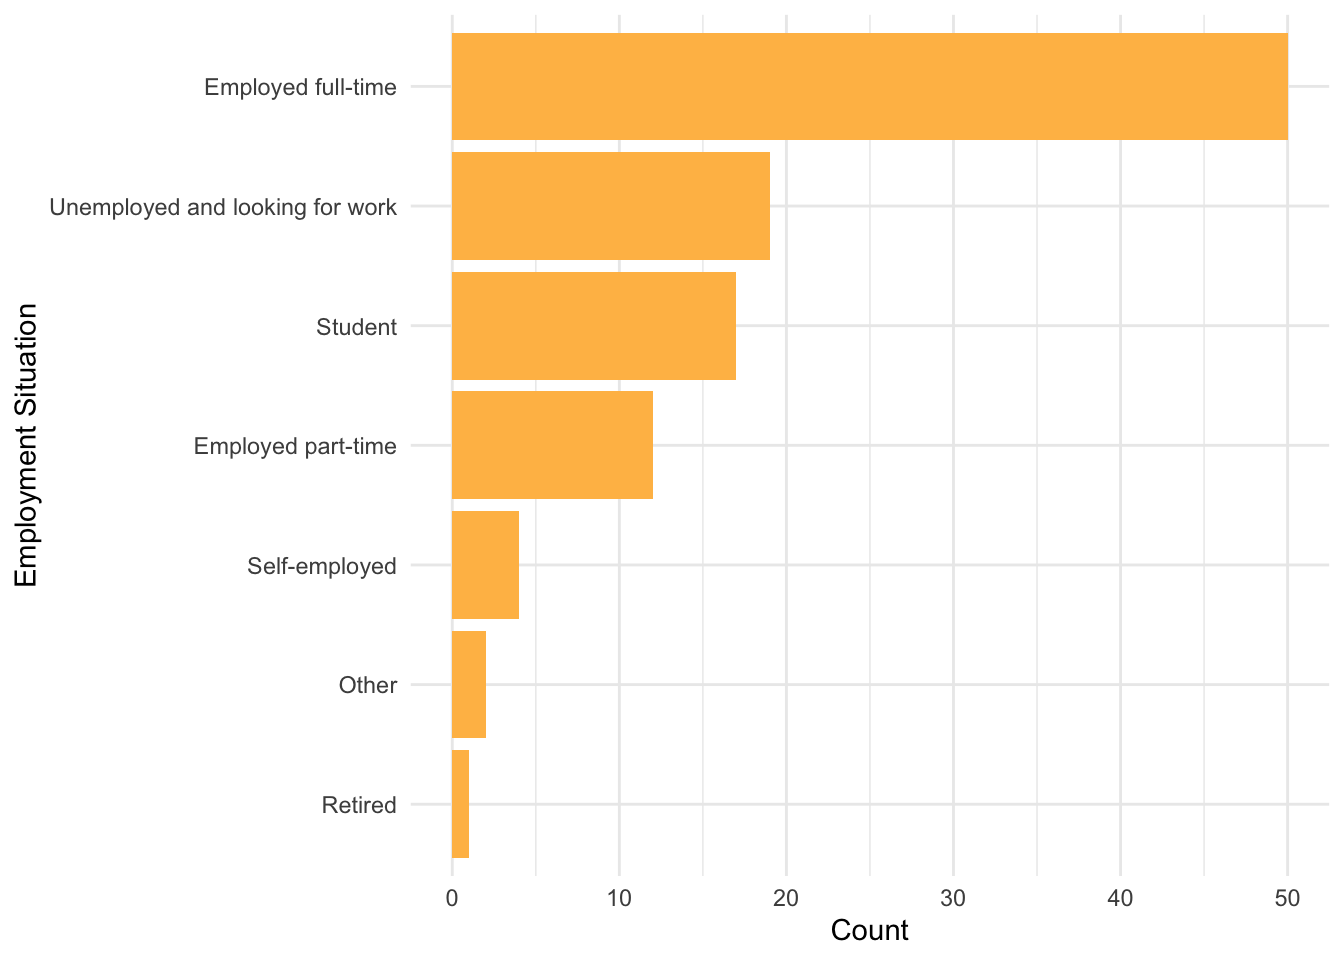 Employment Situation
Employed full-time
Unemployed and looking for work
Student
Employed part-time
Self-employed
Other
Retired
0 10 20 30 40 50
Count